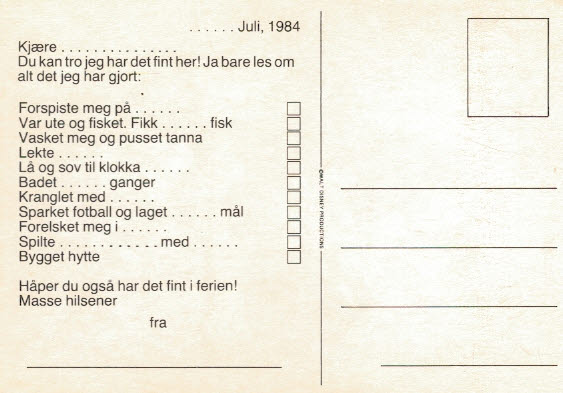 . . . . . . Juli, 1984
Kjære . . . . . . . . . . . . . . .
Du kan tro jeg har det fint her! Ja bare les om
alt det jeg har gjort:
Forspiste meg på . . . . . .
Var ute og fisket. Fikk . . . . . . fisk
Vasket meg og pusset tanna
Lekte . . . . . .
Lå og sov til klokka . . . . . .
Badet . . . . . . ganger
Kranglet med . . . . . .
Sparket fotball og laget . . . . . . mål
Forelsket meg i . . . . . .
Spilte . . . . . . . . . . . . . med . . . . . .
Bygget hytte
Håper du også har det fint i ferien!
Masse hilsener
fra
©WALT DISNEY PRODUCTIONS